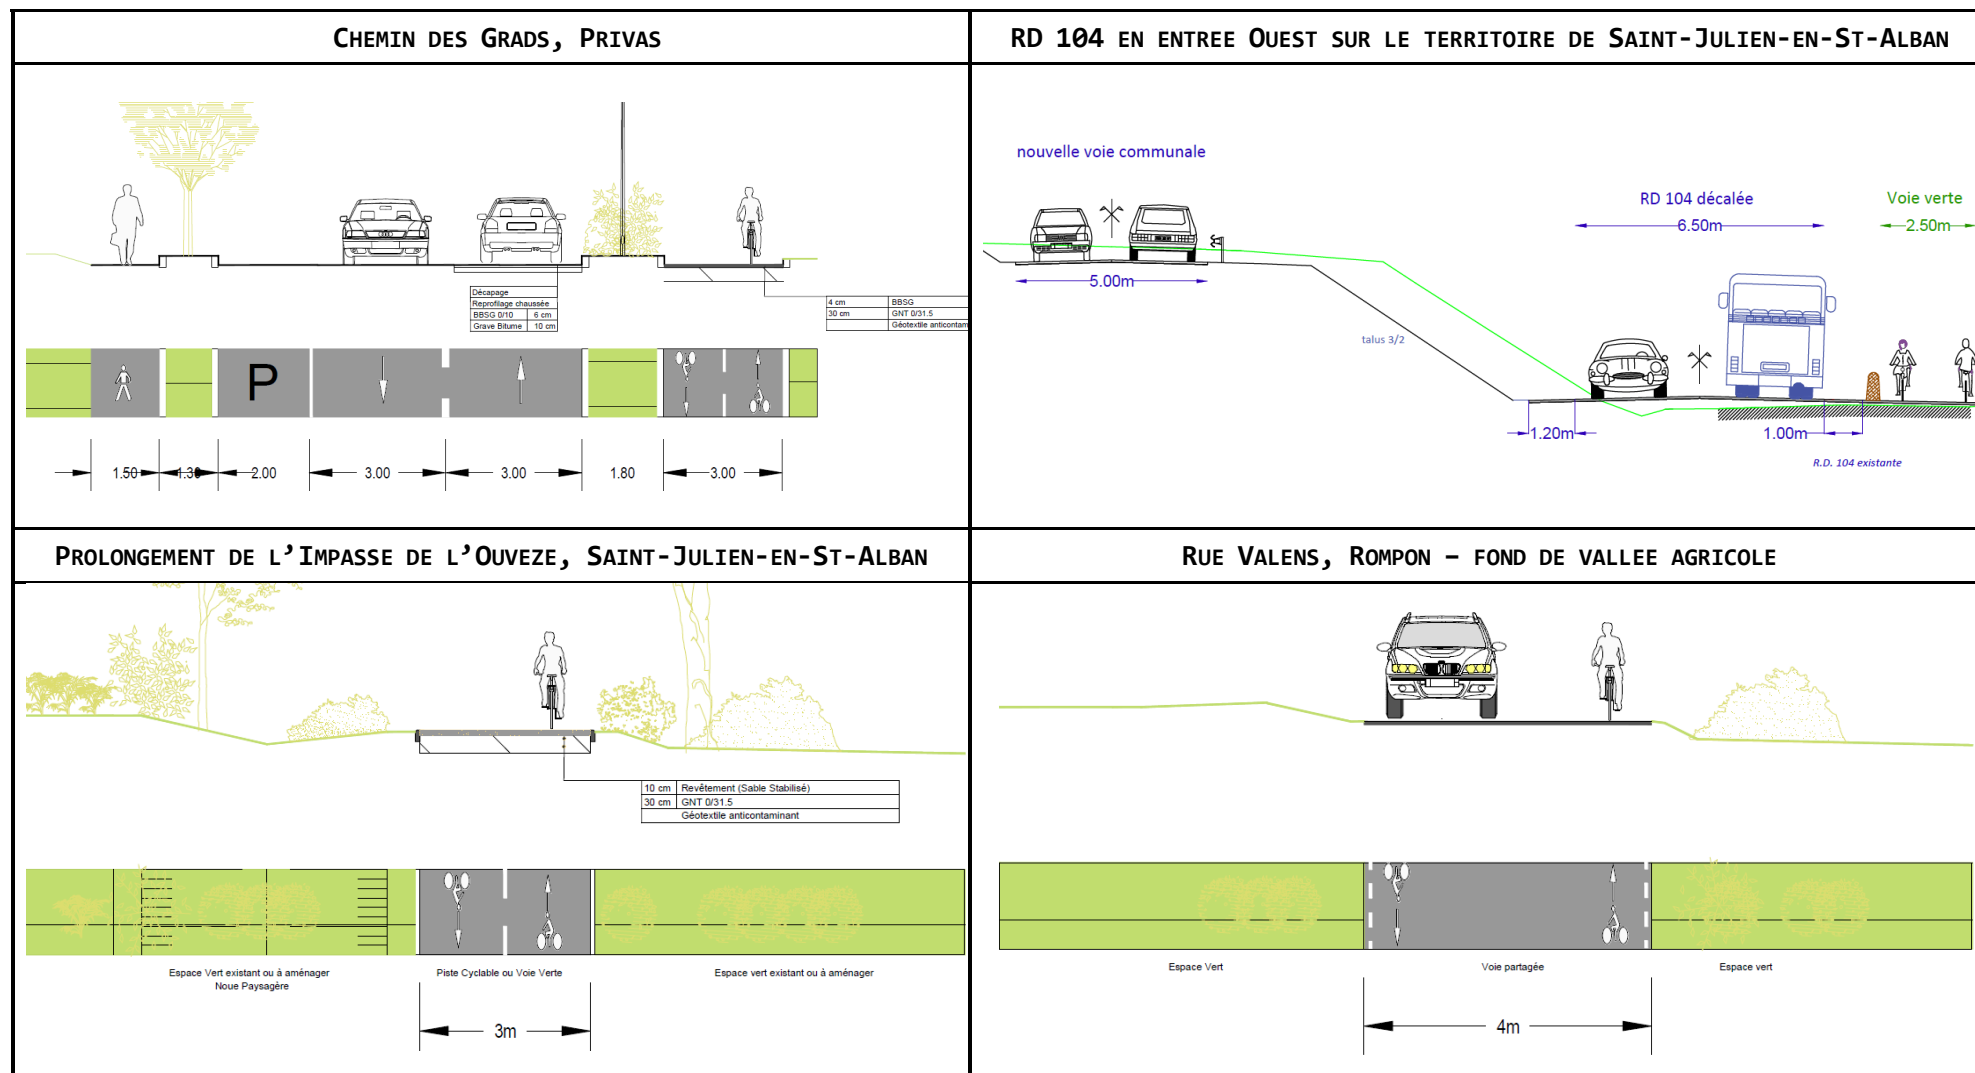 CHEMIN DES GRADS, PRIVAS
Décapage
Reprofilage chaussée
BBSG 0/10 6 cm
Grave Bitume 10 cm
4 cm BBSG
30 cm GNT 0/31.5
Géotextile anticontam
P
1.50 1.30 2.00 3.00 3.00 1.80 3.00
RD 104 EN ENTREE OUEST SUR LE TERRITOIRE DE SAINT-JULIEN-EN-ST-ALBAN
nouvelle voie communale
RD 104 décalée
6.50m
Voie verte
2.50m
5.00m
talus 3/2
1.20m
1.00m
R.D. 104 existante
PROLONGEMENT DE L’IMPASSE DE L’OUVEZE, SAINT-JULIEN-EN-ST-ALBAN
10 cm Revêtement (Sable Stabilisé)
30 cm GNT 0/31.5
Géotextile anticontaminant
Espace Vert existant ou à aménager
Noue Paysagère
Piste Cyclable ou Voie Verte
Espace vert existant ou à aménager
3m
RUE VALENS, ROMPON – FOND DE VALLEE AGRICOLE
Espace Vert
Voie partagée
Espace vert
4m